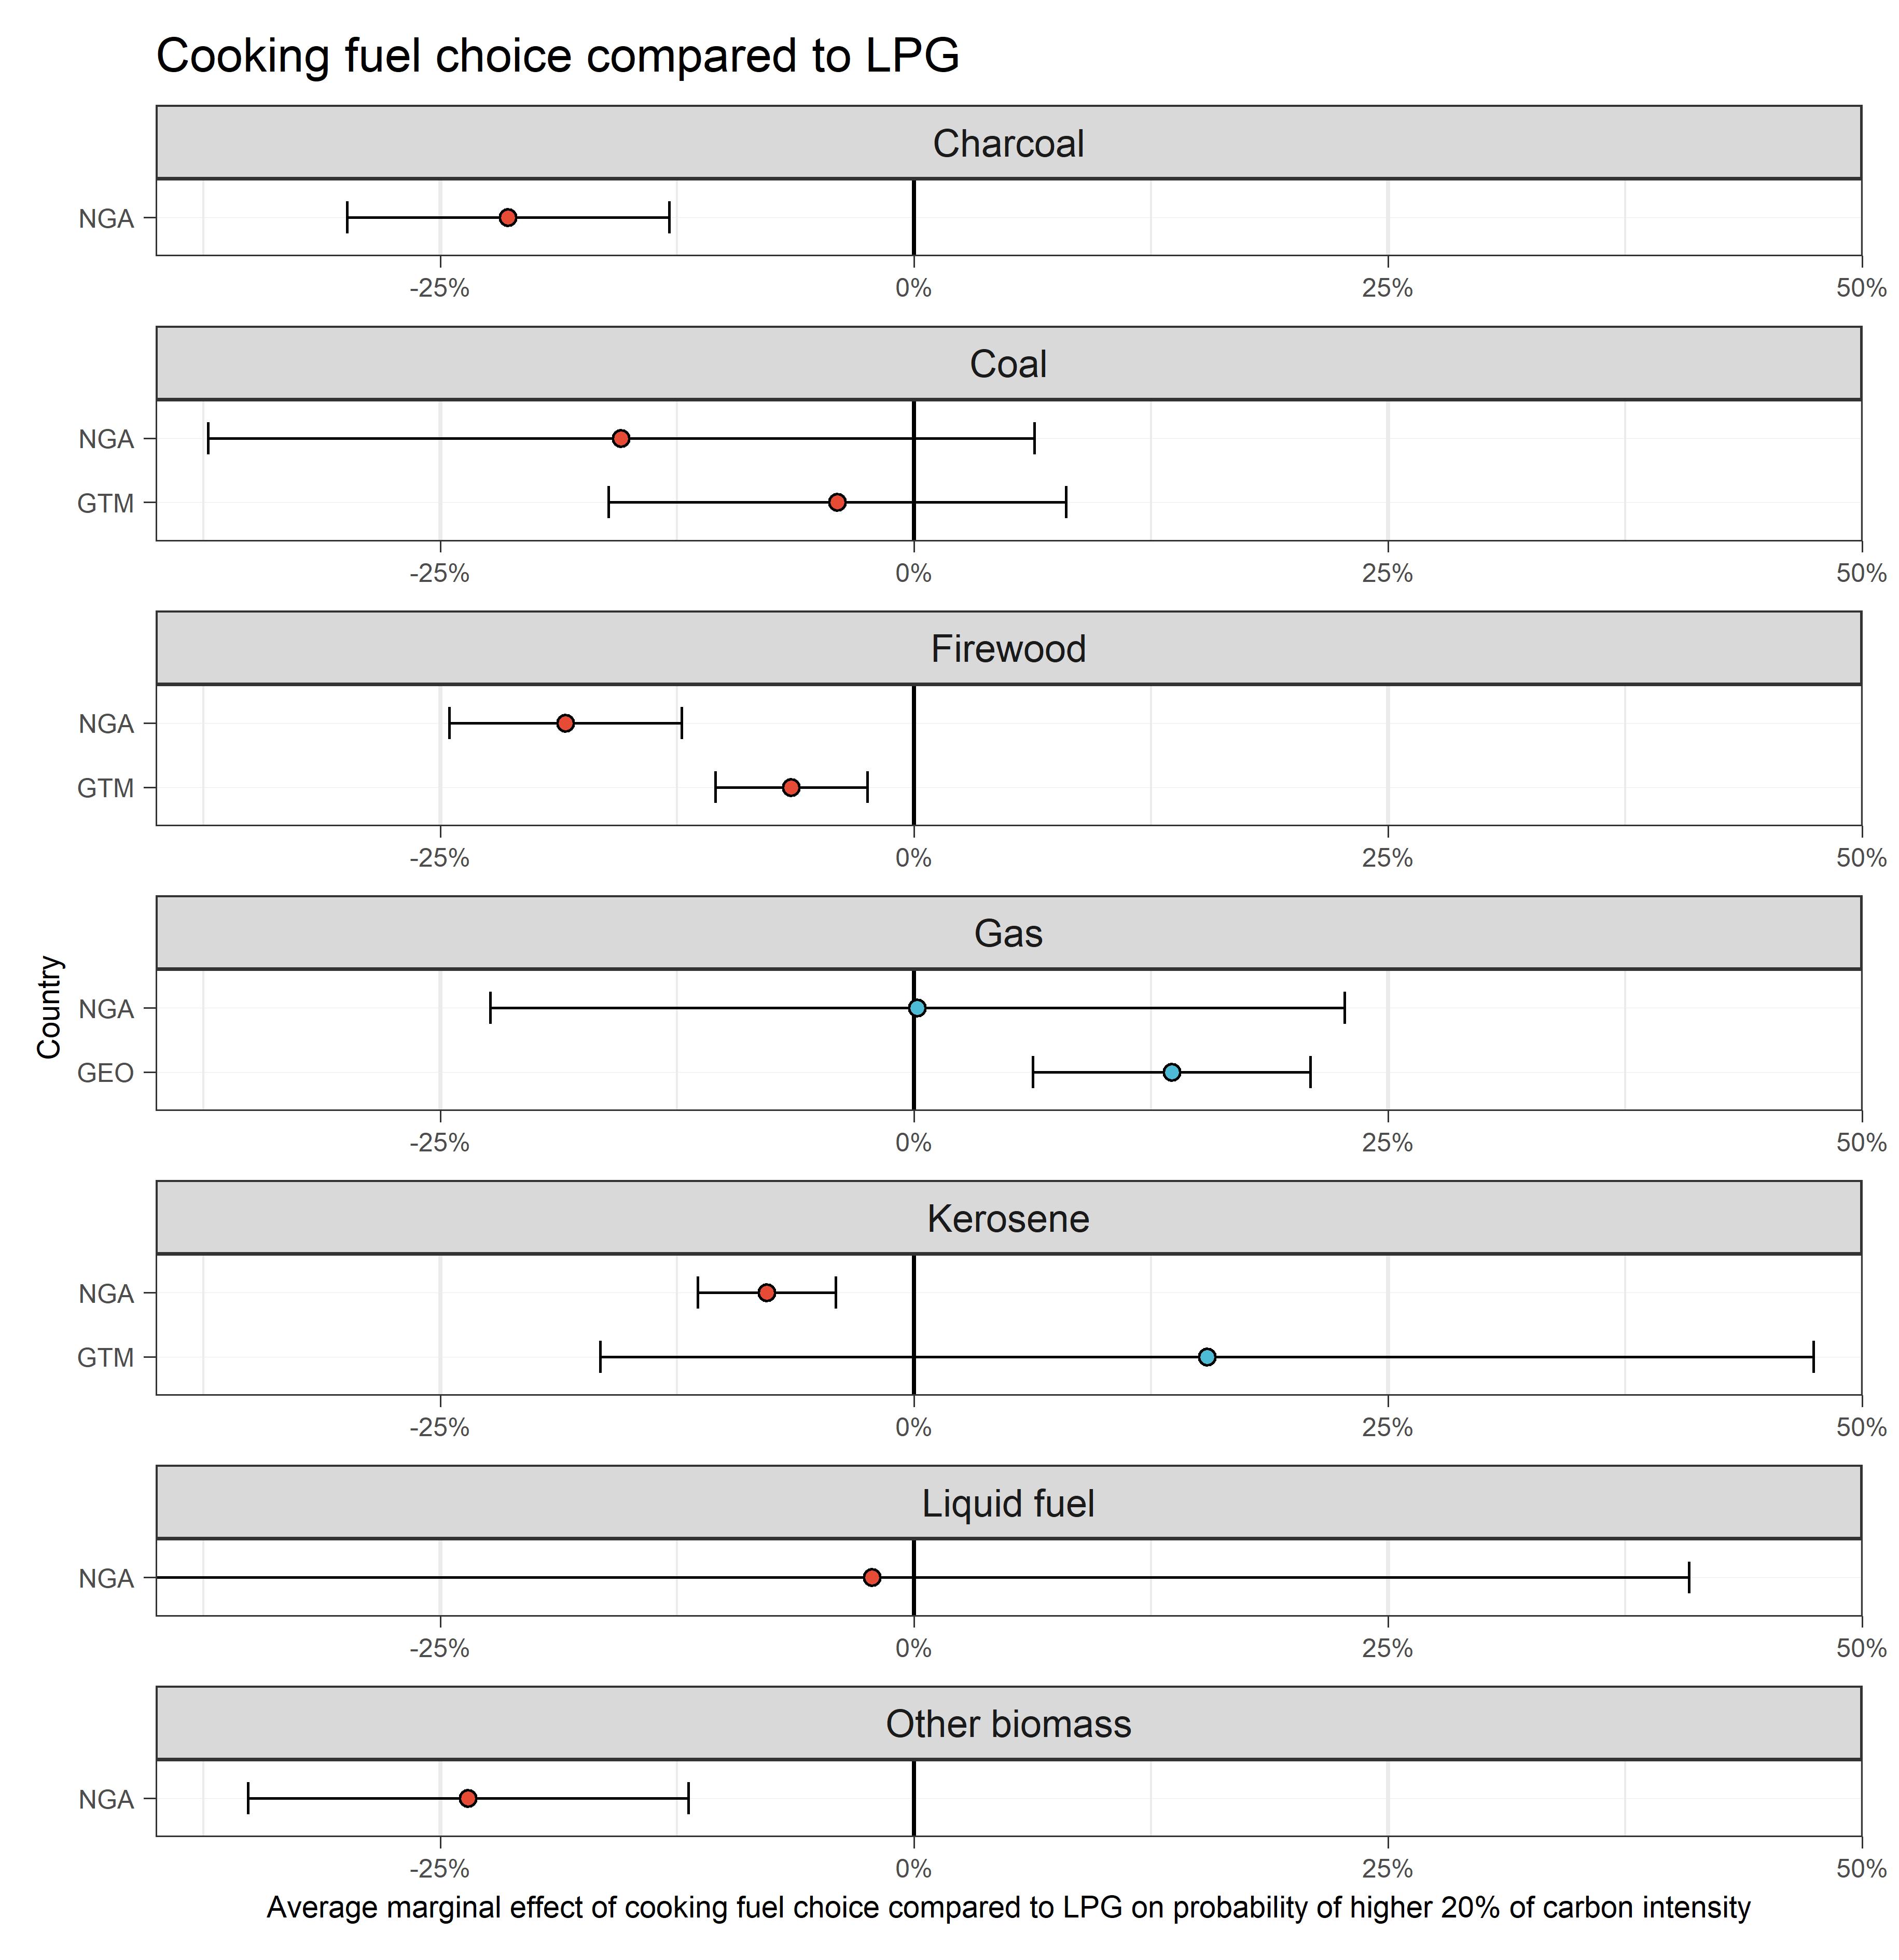 Cooking fuel choice compared to LPG
Charcoal
NGA
-25% 0% 25% 50%
Coal
NGA
GTM
-25% 0% 25% 50%
Firewood
NGA
GTM
-25% 0% 25% 50%
Gas
Country
NGA
GEO
-25% 0% 25% 50%
Kerosene
NGA
GTM
-25% 0% 25% 50%
Liquid fuel
NGA
-25% 0% 25% 50%
Other biomass
NGA
-25% 0% 25% 50%
Average marginal effect of cooking fuel choice compared to LPG on probability of higher 20% of carbon intensity